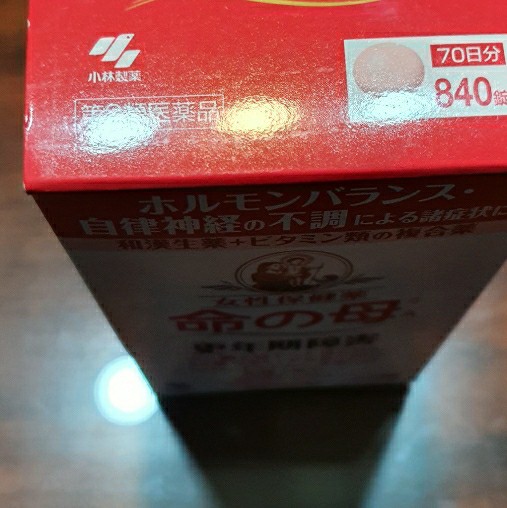 小林製薬
70日分
840錠
第2類医薬品
ホルモンバランス・
自律神経の不調による諸症状に
和漢生薬+ビタミン類の複合薬
女性保健薬
命の母
更年期障害